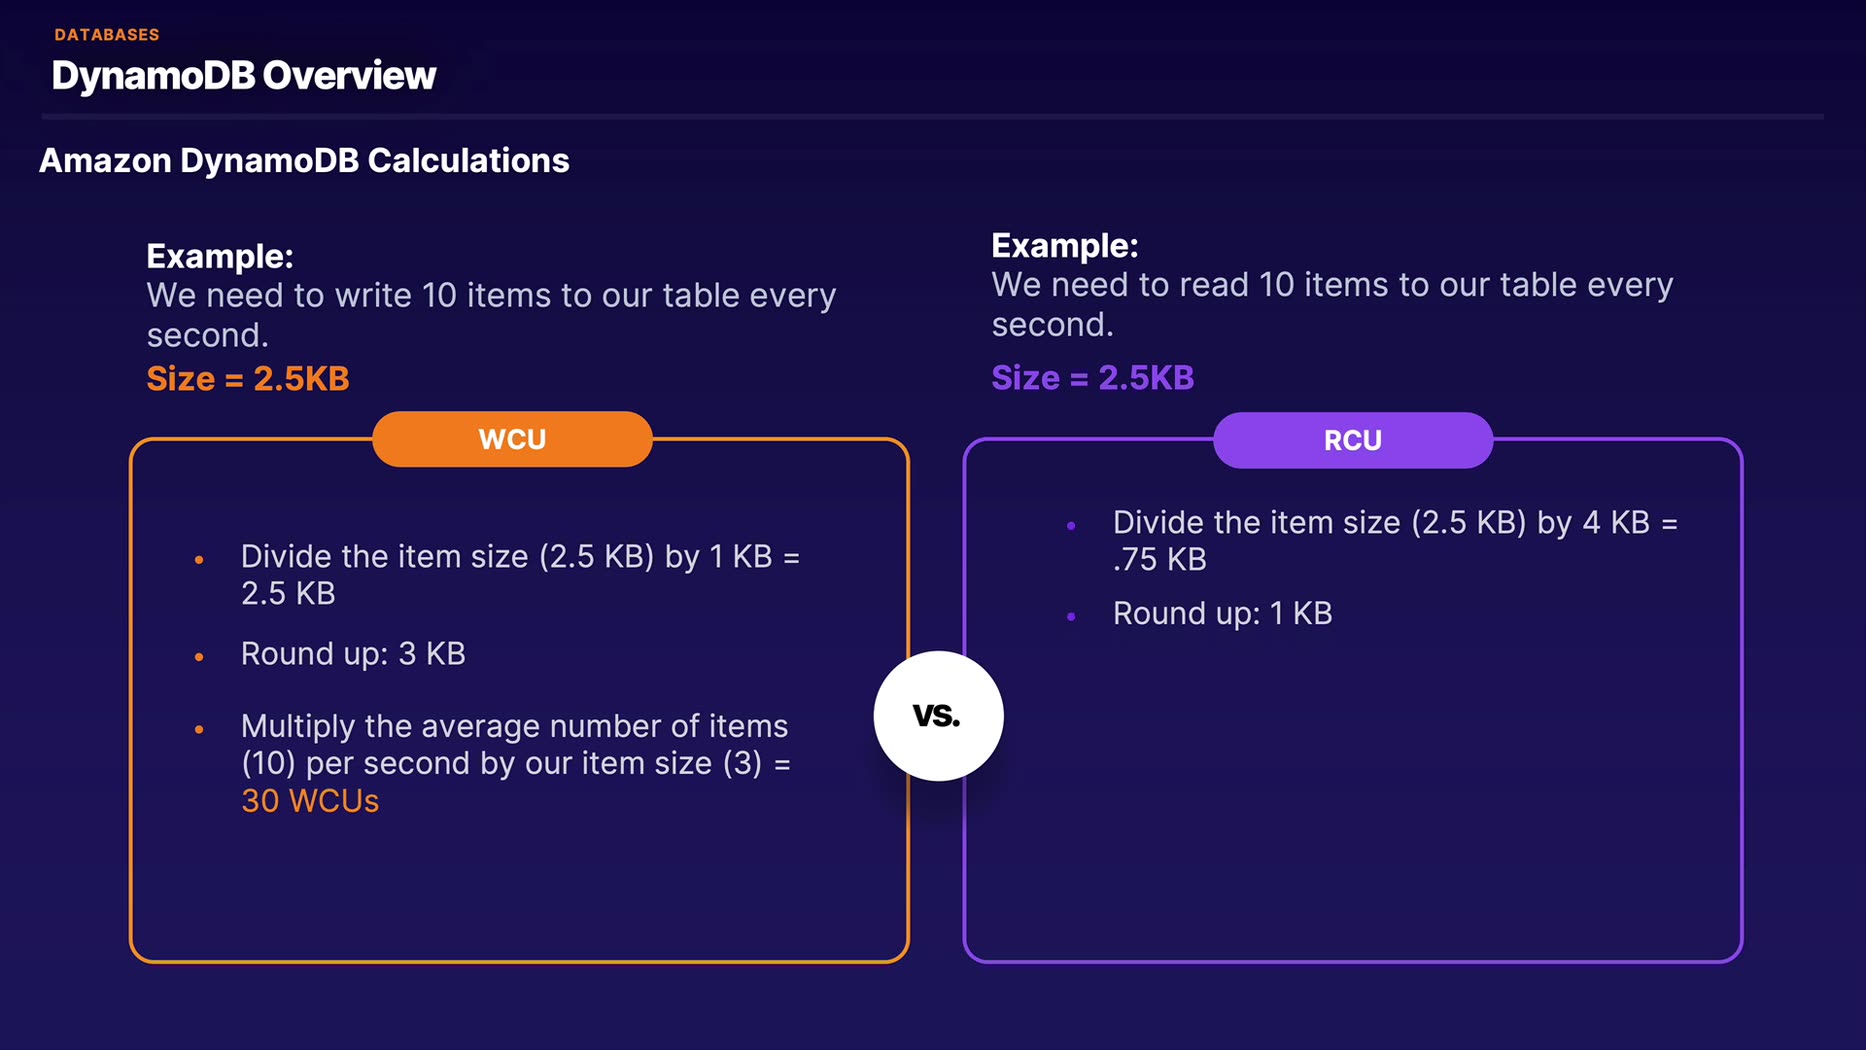 DATABASES
DynamoDB Overview
Amazon DynamoDB Calculations
Example:
We need to write 10 items to our table every
second.
Size = 2.5KB
WCU
• Divide the item size (2.5 KB) by 1 KB =
2.5 KB
• Round up: 3 KB
• Multiply the average number of items
(10) per second by our item size (3) =
30 WCUs
VS.
Example:
We need to read 10 items to our table every
second.
Size = 2.5KB
RCU
• Divide the item size (2.5 KB) by 4 KB =
.75 KB
• Round up: 1 KB